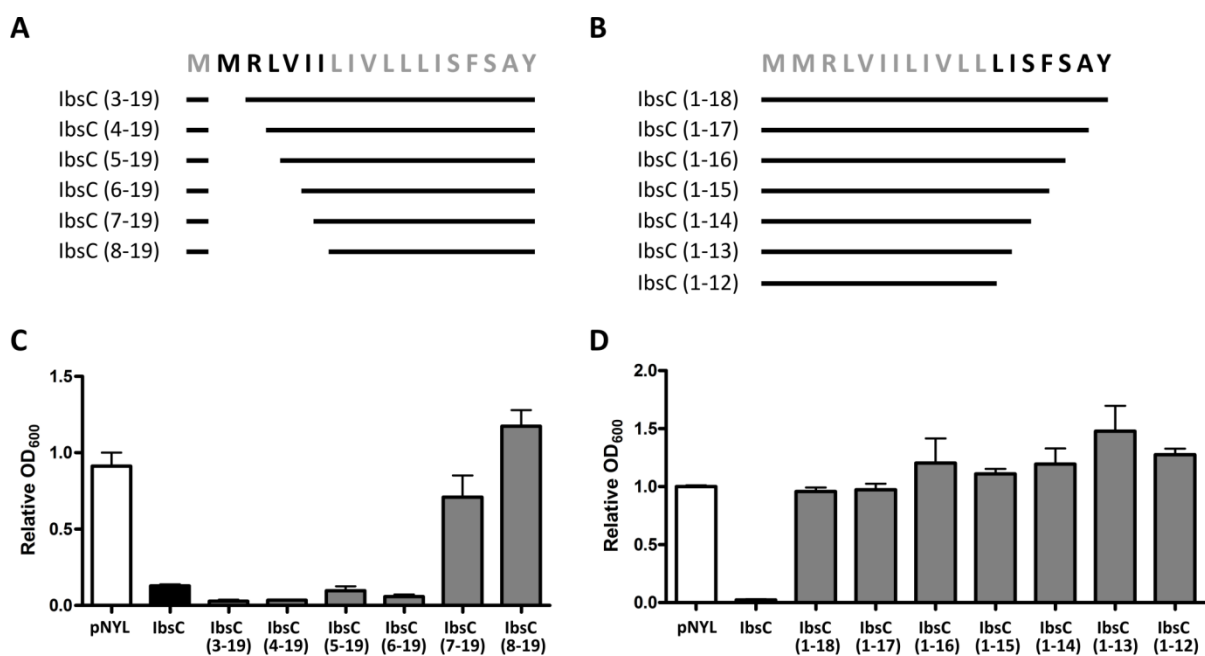 A
M M R L V I I L I V L L L I S F S A Y
IbsC (3-19)
IbsC (4-19)
IbsC (5-19)
IbsC (6-19)
IbsC (7-19)
IbsC (8-19)
B
M M R L V I I L I V L L L I S F S A Y
IbsC (1-18)
IbsC (1-17)
IbsC (1-16)
IbsC (1-15)
IbsC (1-14)
IbsC (1-13)
IbsC (1-12)
C
Relative OD600
1.5
1.0
0.5
0.0
pNYL IbsC IbsC IbsC IbsC IbsC IbsC IbsC
(3-19) (4-19) (5-19) (6-19) (7-19) (8-19)
D
Relative OD600
2.0
1.5
1.0
0.5
0.0
pNYL IbsC IbsC IbsC IbsC IbsC IbsC IbsC IbsC
(1-18) (1-17) (1-16) (1-15) (1-14) (1-13) (1-12)